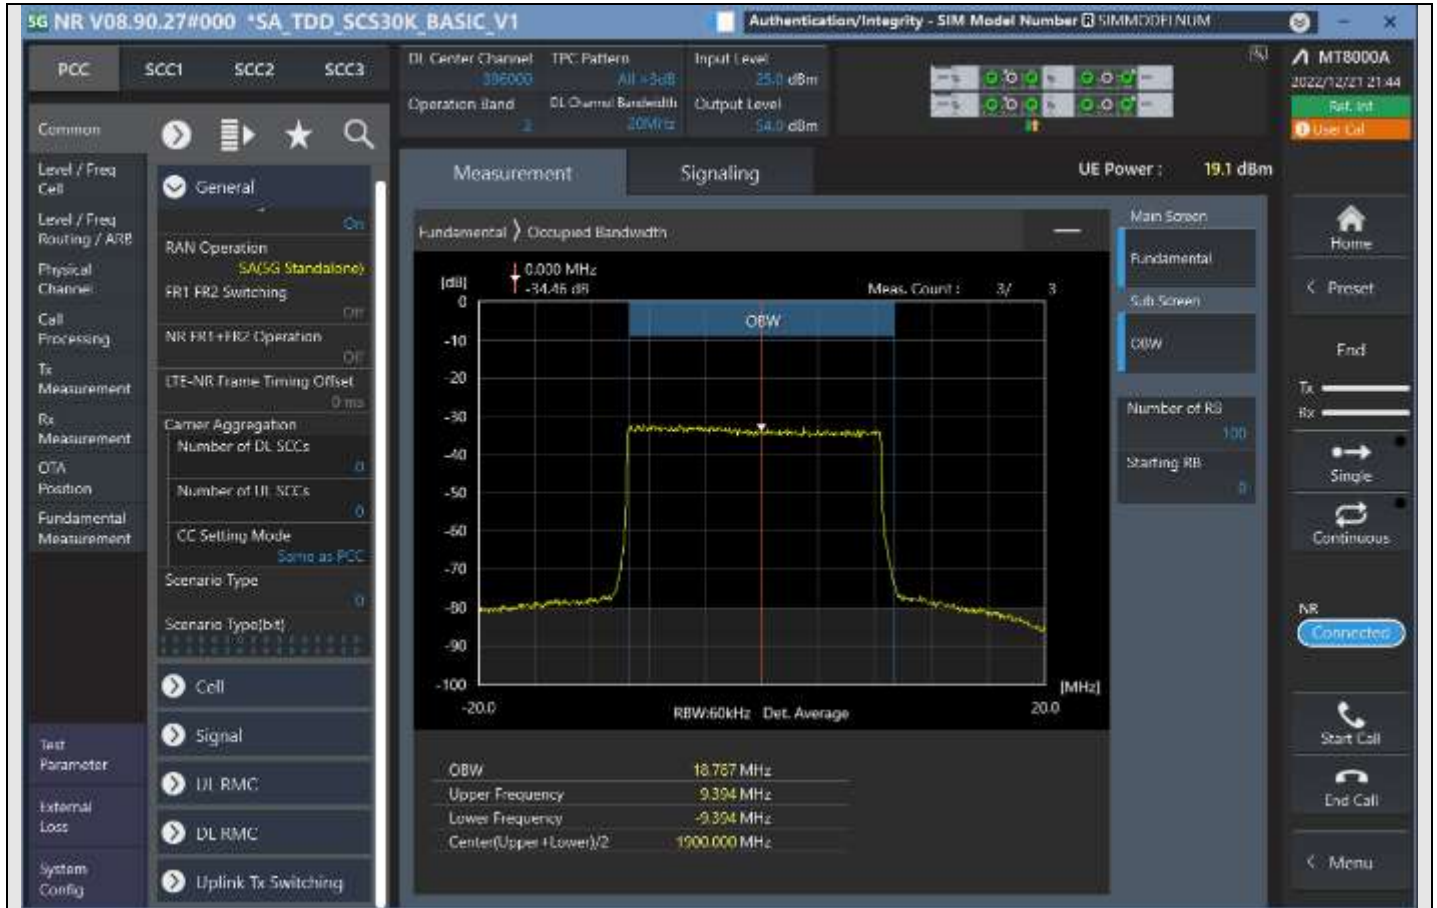 5G NR V08.90.27#000 *SA_TDD_SCS30K_BASIC_V1
Authentication/Integrity - SIM Model Number R SIMMODELNUM
PCC SCC1 SCC2 SCC3
DL Center Channel 396000
TPC Pattern All +3dB
Input Level 25.0 dBm
Operation Band 2
DL Channel Bandwidth 20MHz
Output Level -54.0 dBm
MT8000A
2022/12/21 21:44
Ref. Int
User Cal
Common
Level / Freq
Cell
Level / Freq
Routing / ARB
Physical
Channel
Call
Processing
Tx
Measurement
Rx
Measurement
OTA
Position
Fundamental
Measurement
Test
Parameter
External
Loss
System
Config
General
On
RAN Operation
SA(5G Standalone)
FR1 FR2 Switching
Off
NR FR1+FR2 Operation
Off
LTE-NR Frame Timing Offset
0 ms
Carrier Aggregation
Number of DL SCCs
0
Number of UL SCCs
0
CC Setting Mode
Same as PCC
Scenario Type
0
Scenario Type(bit)
Cell
Signal
UL RMC
DL RMC
Uplink Tx Switching
Measurement Signaling
UE Power : 19.1 dBm
Fundamental > Occupied Bandwidth
[dB]
0.000 MHz
-34.46 dB
Meas. Count : 3/ 3
OBW
0
-10
-20
-30
-40
-50
-60
-70
-80
-90
-100
-20.0
RBW:60kHz Det. Average
20.0
[MHz]
OBW 18.787 MHz
Upper Frequency 9.394 MHz
Lower Frequency -9.394 MHz
Center(Upper+Lower)/2 1900.000 MHz
Main Screen
Fundamental
Sub Screen
OBW
Number of RB
100
Starting RB
0
Home
< Preset
End
Tx
Rx
Single
Continuous
NR
Connected
Start Call
End Call
< Menu